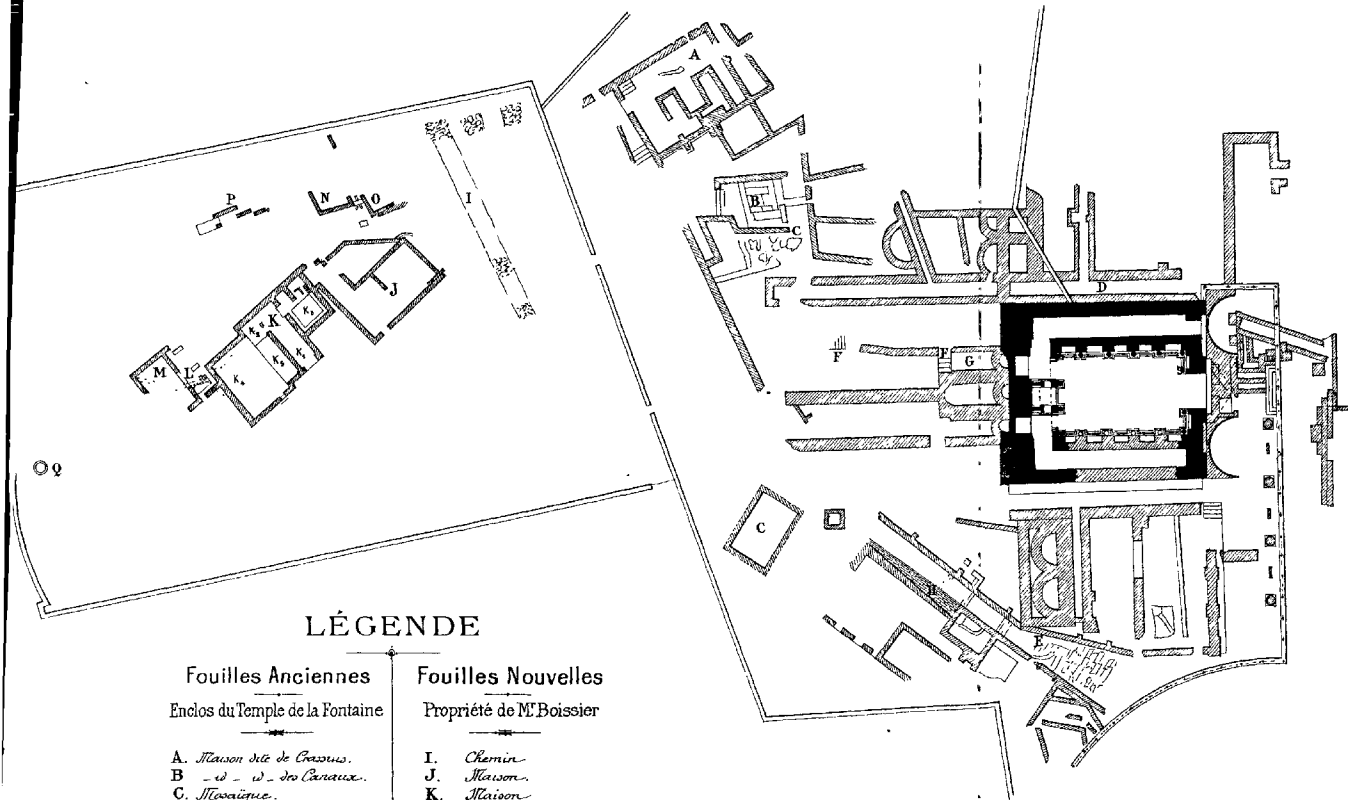 A
B
C
D
F
F
G
P
N
O
I
J
K
M
L
Q
C
H
E
LÉGENDE
Fouilles Anciennes
Enclos du Temple de la Fontaine
A. Maison dite de Crassus.
B _ id _ id _ des Canaux.
C. Mosaïque.
Fouilles Nouvelles
Propriété de Mr Boissier
I. Chemin
J. Maison.
K. Maison